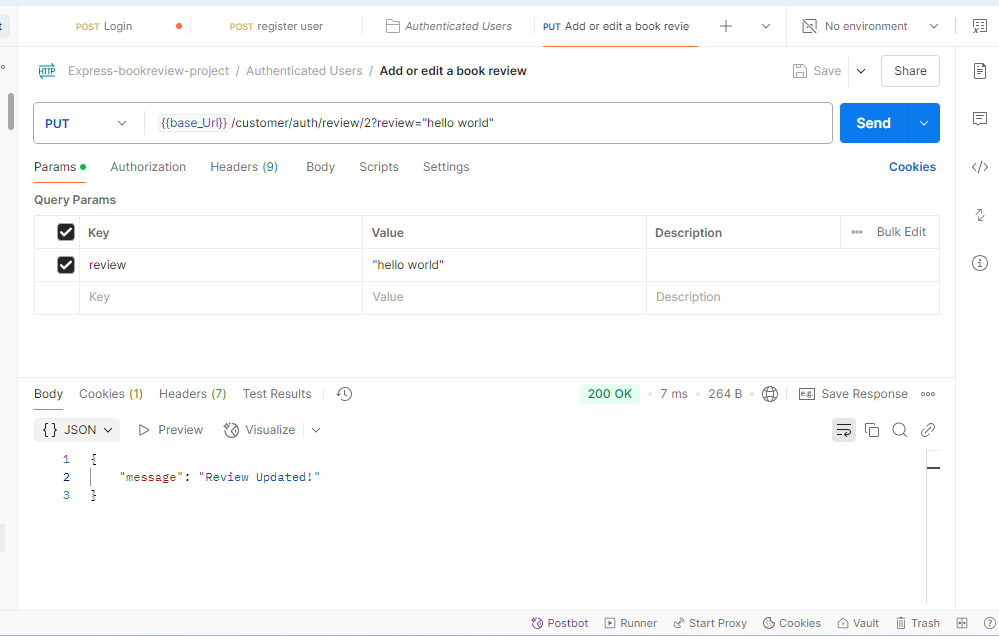 POST Login
POST register user
Authenticated Users
PUT Add or edit a book revie
No environment
HTTP Express-bookreview-project / Authenticated Users / Add or edit a book review
Save
Share
PUT
{{base_Url}} /customer/auth/review/2?review="hello world"
Send
Params
Authorization
Headers (9)
Body
Scripts
Settings
Cookies
Query Params
Key
Value
Description
Bulk Edit
review
"hello world"
Key
Value
Description
Body
Cookies (1)
Headers (7)
Test Results
200 OK
7 ms
264 B
e.g.
Save Response
{} JSON
Preview
Visualize
1 {
2 "message": "Review Updated!"
3 }
Postbot
Runner
Start Proxy
Cookies
Vault
Trash